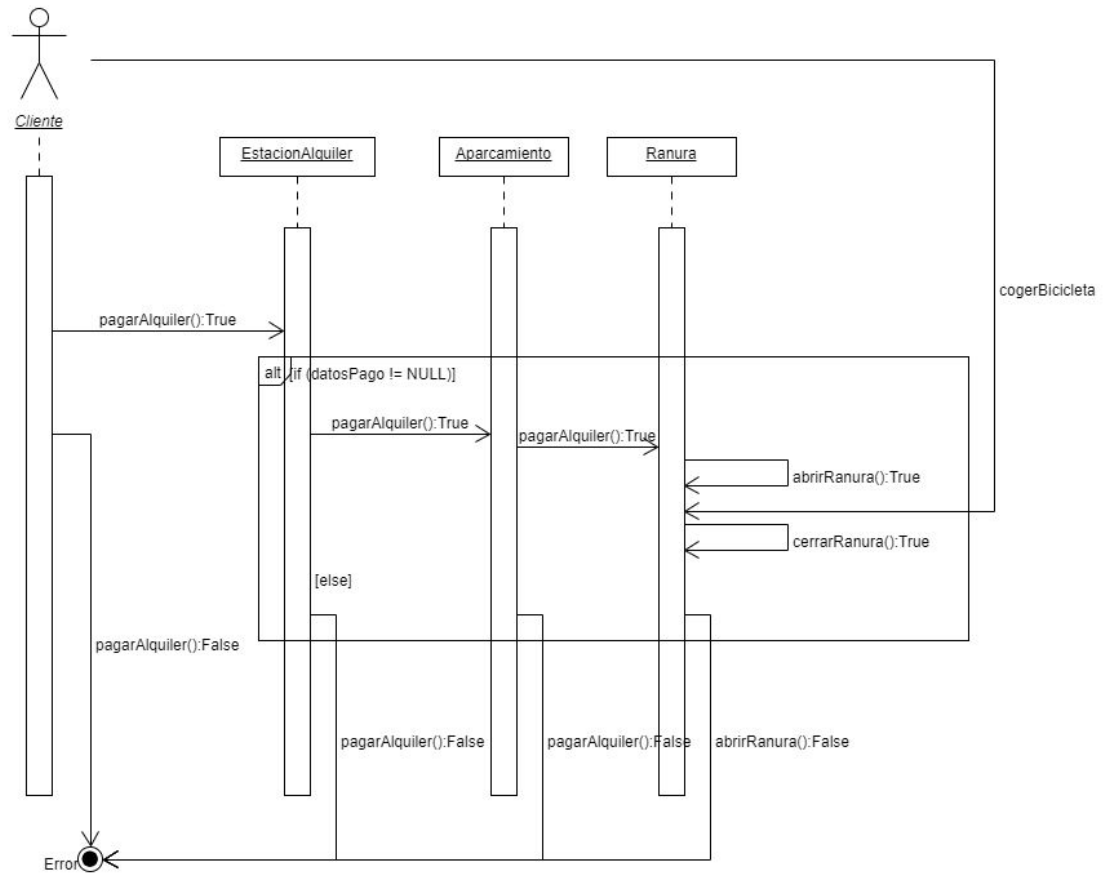 Cliente
EstacionAlquiler
Aparcamiento
Ranura
cogerBicicleta
pagarAlquiler():True
alt
[if (datosPago != NULL)]
pagarAlquiler():True
pagarAlquiler():True
abrirRanura():True
cerrarRanura():True
[else]
pagarAlquiler():False
pagarAlquiler():False
pagarAlquiler():False
abrirRanura():False
Error